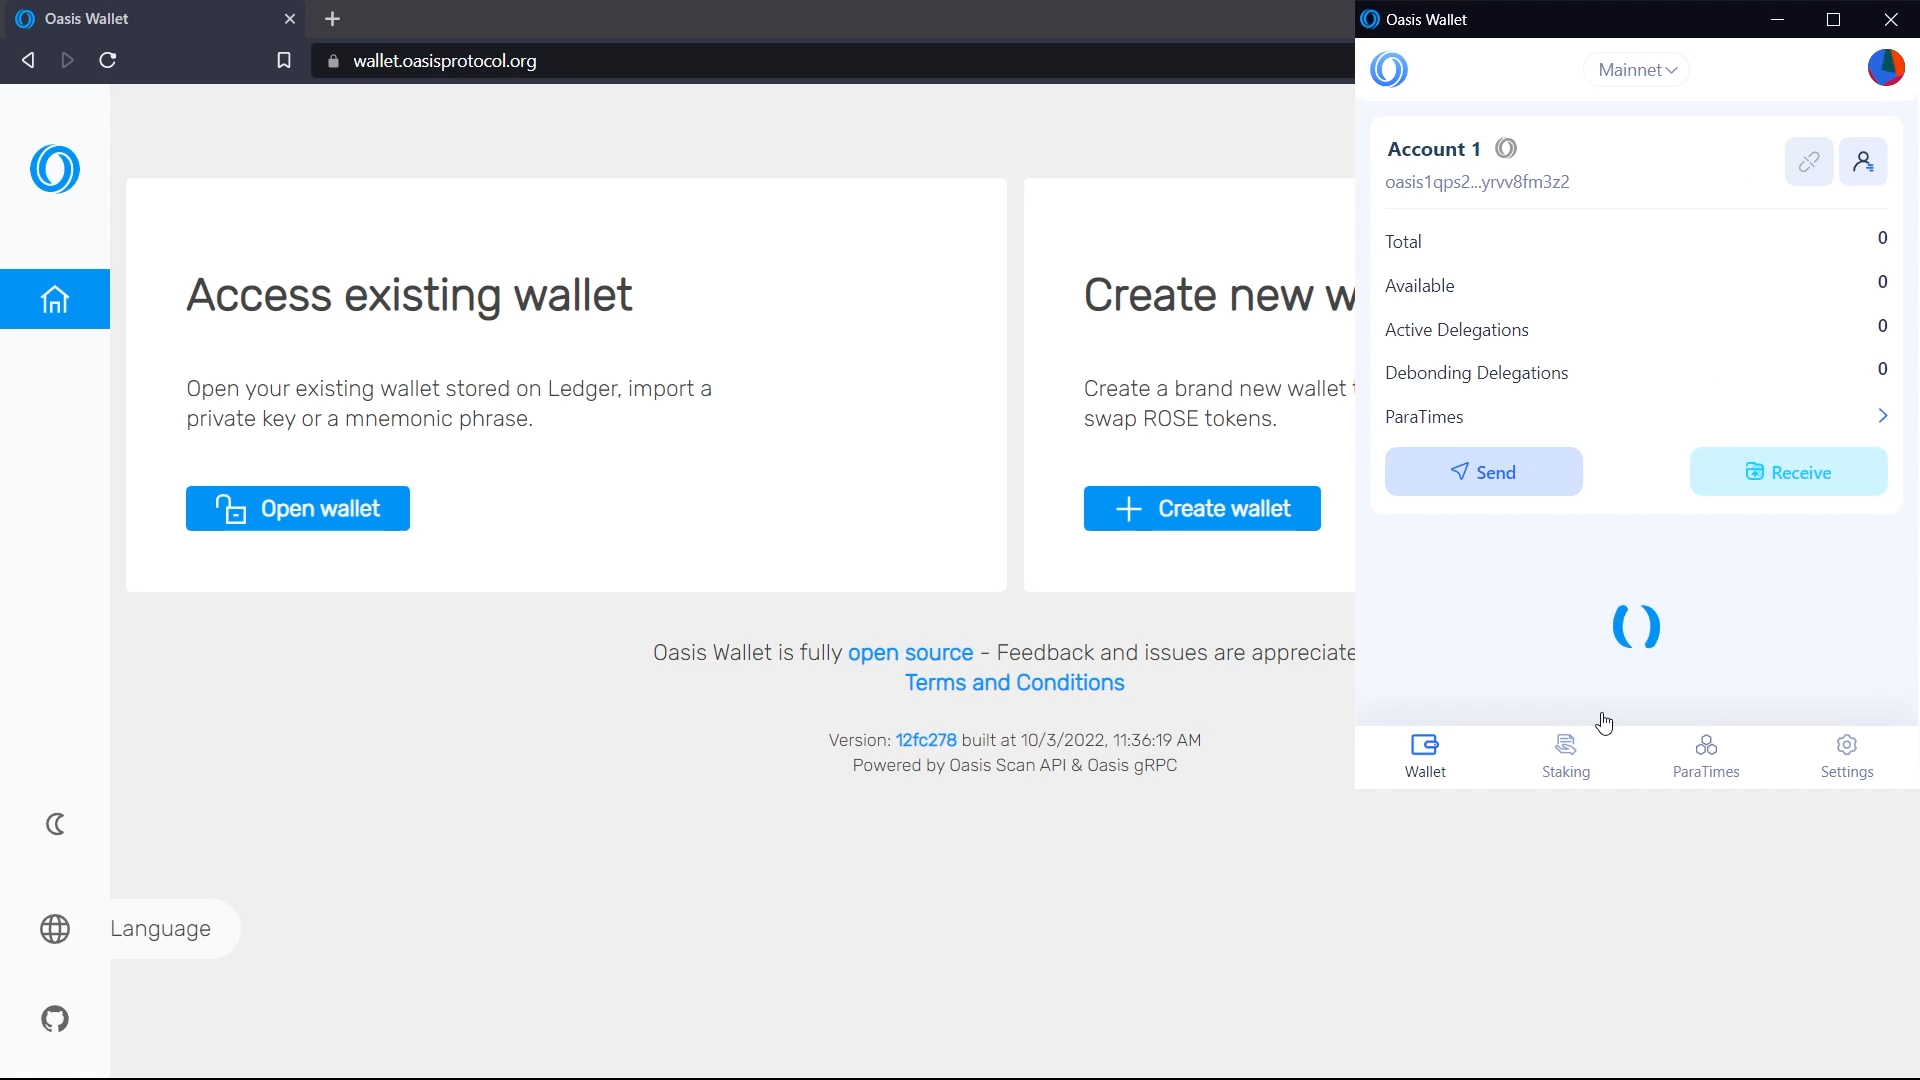 Oasis Wallet
wallet.oasisprotocol.org
Access existing wallet
Open your existing wallet stored on Ledger, import a
private key or a mnemonic phrase.
Open wallet
Create new w
Create a brand new wallet
swap ROSE tokens.
Create wallet
Oasis Wallet is fully open source - Feedback and issues are appreciate
Terms and Conditions
Version: 12fc278 built at 10/3/2022, 11:36:19 AM
Powered by Oasis Scan API & Oasis gRPC
Language
Oasis Wallet
Mainnet
Account 1
oasis1qps2...yrvv8fm3z2
Total 0
Available 0
Active Delegations 0
Debonding Delegations 0
ParaTimes
Send Receive
Wallet Staking ParaTimes Settings